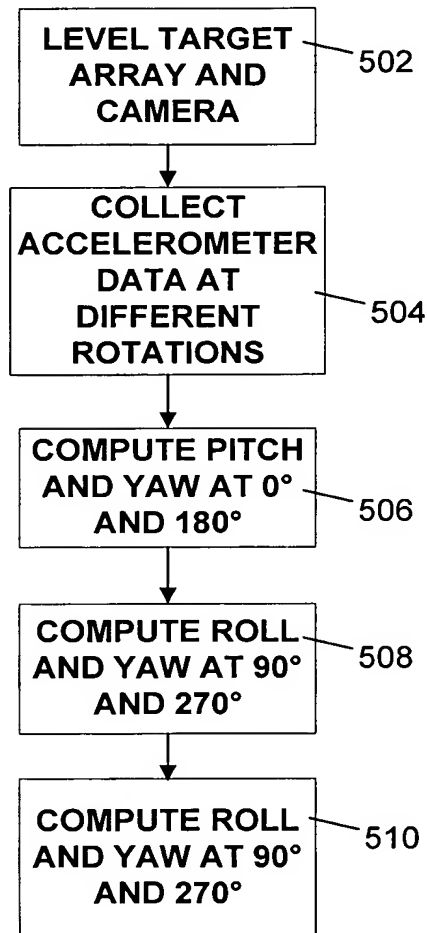 LEVEL TARGET
ARRAY AND
CAMERA
502
COLLECT
ACCELEROMETER
DATA AT
DIFFERENT
ROTATIONS
504
COMPUTE PITCH
AND YAW AT 0°
AND 180°
506
COMPUTE ROLL
AND YAW AT 90°
AND 270°
508
COMPUTE ROLL
AND YAW AT 90°
AND 270°
510